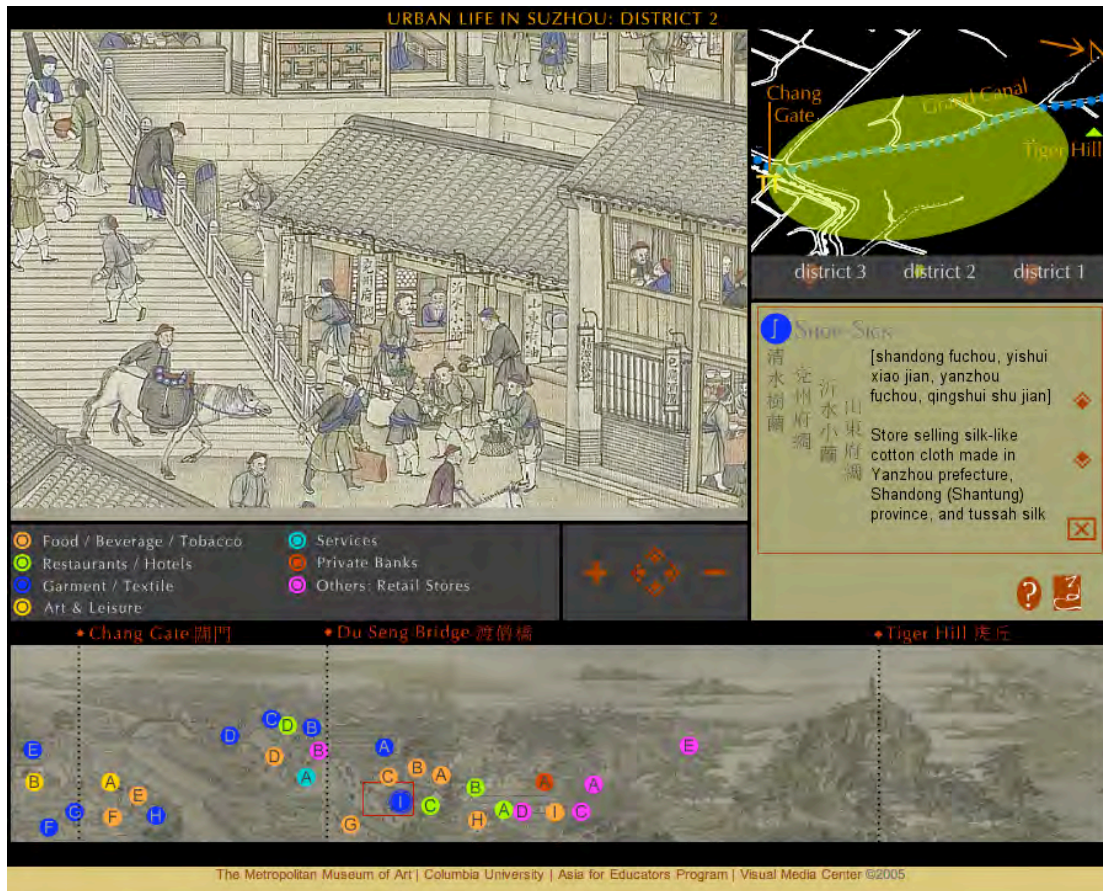 URBAN LIFE IN SUZHOU: DISTRICT 2
Chang
Gate
Grand Canal
Tiger Hill
district 3
district 2
district 1
I
SHOP SIGN
清水樹繭
兗州府綢
沂水小繭
山東府綢
[shandong fuchou, yishui
xiao jian, yanzhou
fuchou, qingshui shu jian]
Store selling silk-like
cotton cloth made in
Yanzhou prefecture,
Shandong (Shantung)
province, and tussah silk
Food / Beverage / Tobacco
Restaurants / Hotels
Garment / Textile
Art & Leisure
Services
Private Banks
Others: Retail Stores
?
Chang Gate 閶門
Du Seng Bridge 渡僧橋
Tiger Hill 虎丘
C D B
D
E B
A E
D
B A
C
B A A
B A
A
E
I
C
A D
I C
G
F
H
F
G
H
The Metropolitan Museum of Art | Columbia University | Asia for Educators Program | Visual Media Center ©2005